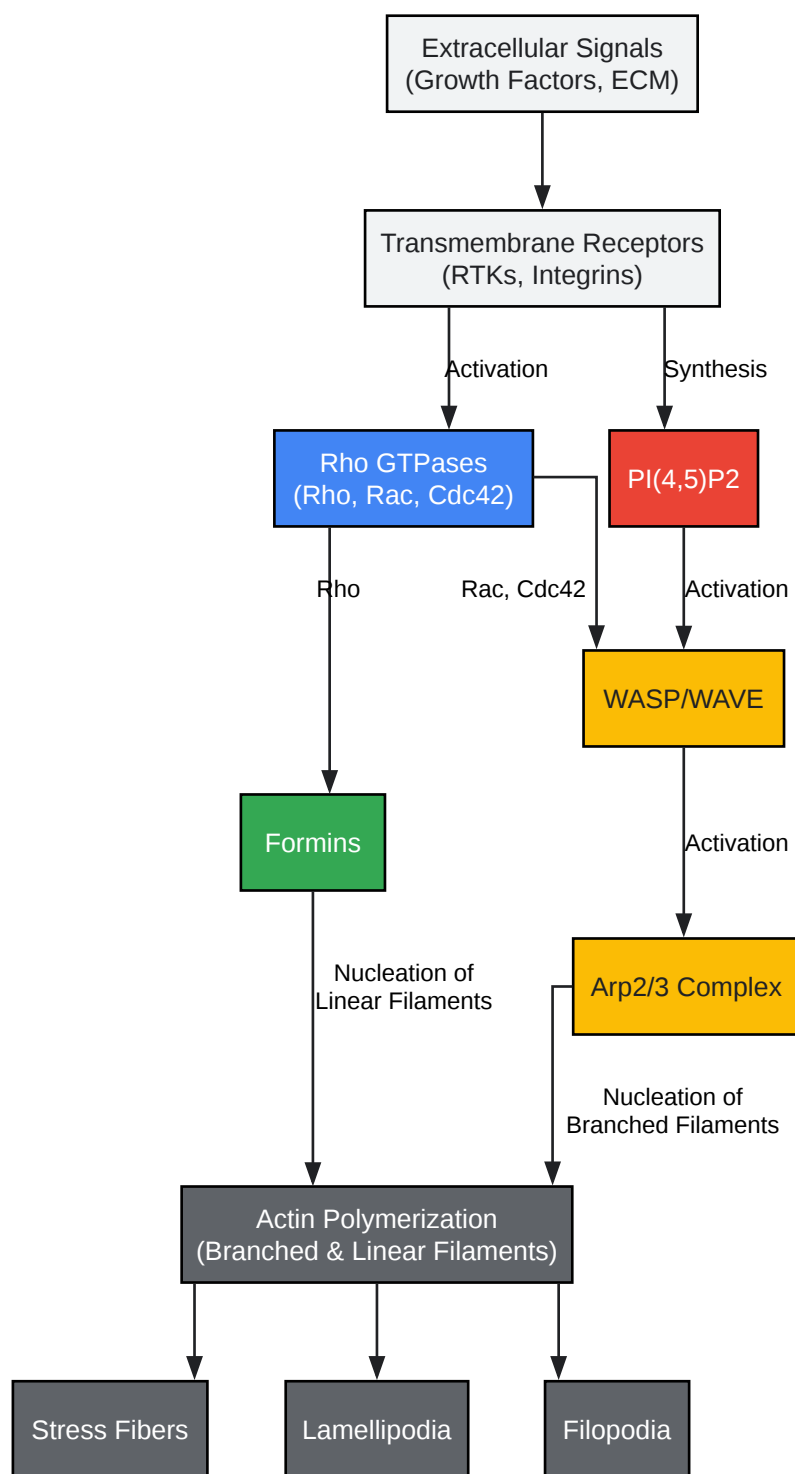 Extracellular Signals
(Growth Factors, ECM)
Transmembrane Receptors
(RTKs, Integrins)
Activation
Synthesis
Rho GTPases
(Rho, Rac, Cdc42)
PI(4,5)P2
Rho
Rac, Cdc42
Activation
WASP/WAVE
Formins
Activation
Nucleation of
Linear Filaments
Arp2/3 Complex
Nucleation of
Branched Filaments
Actin Polymerization
(Branched & Linear Filaments)
Stress Fibers
Lamellipodia
Filopodia